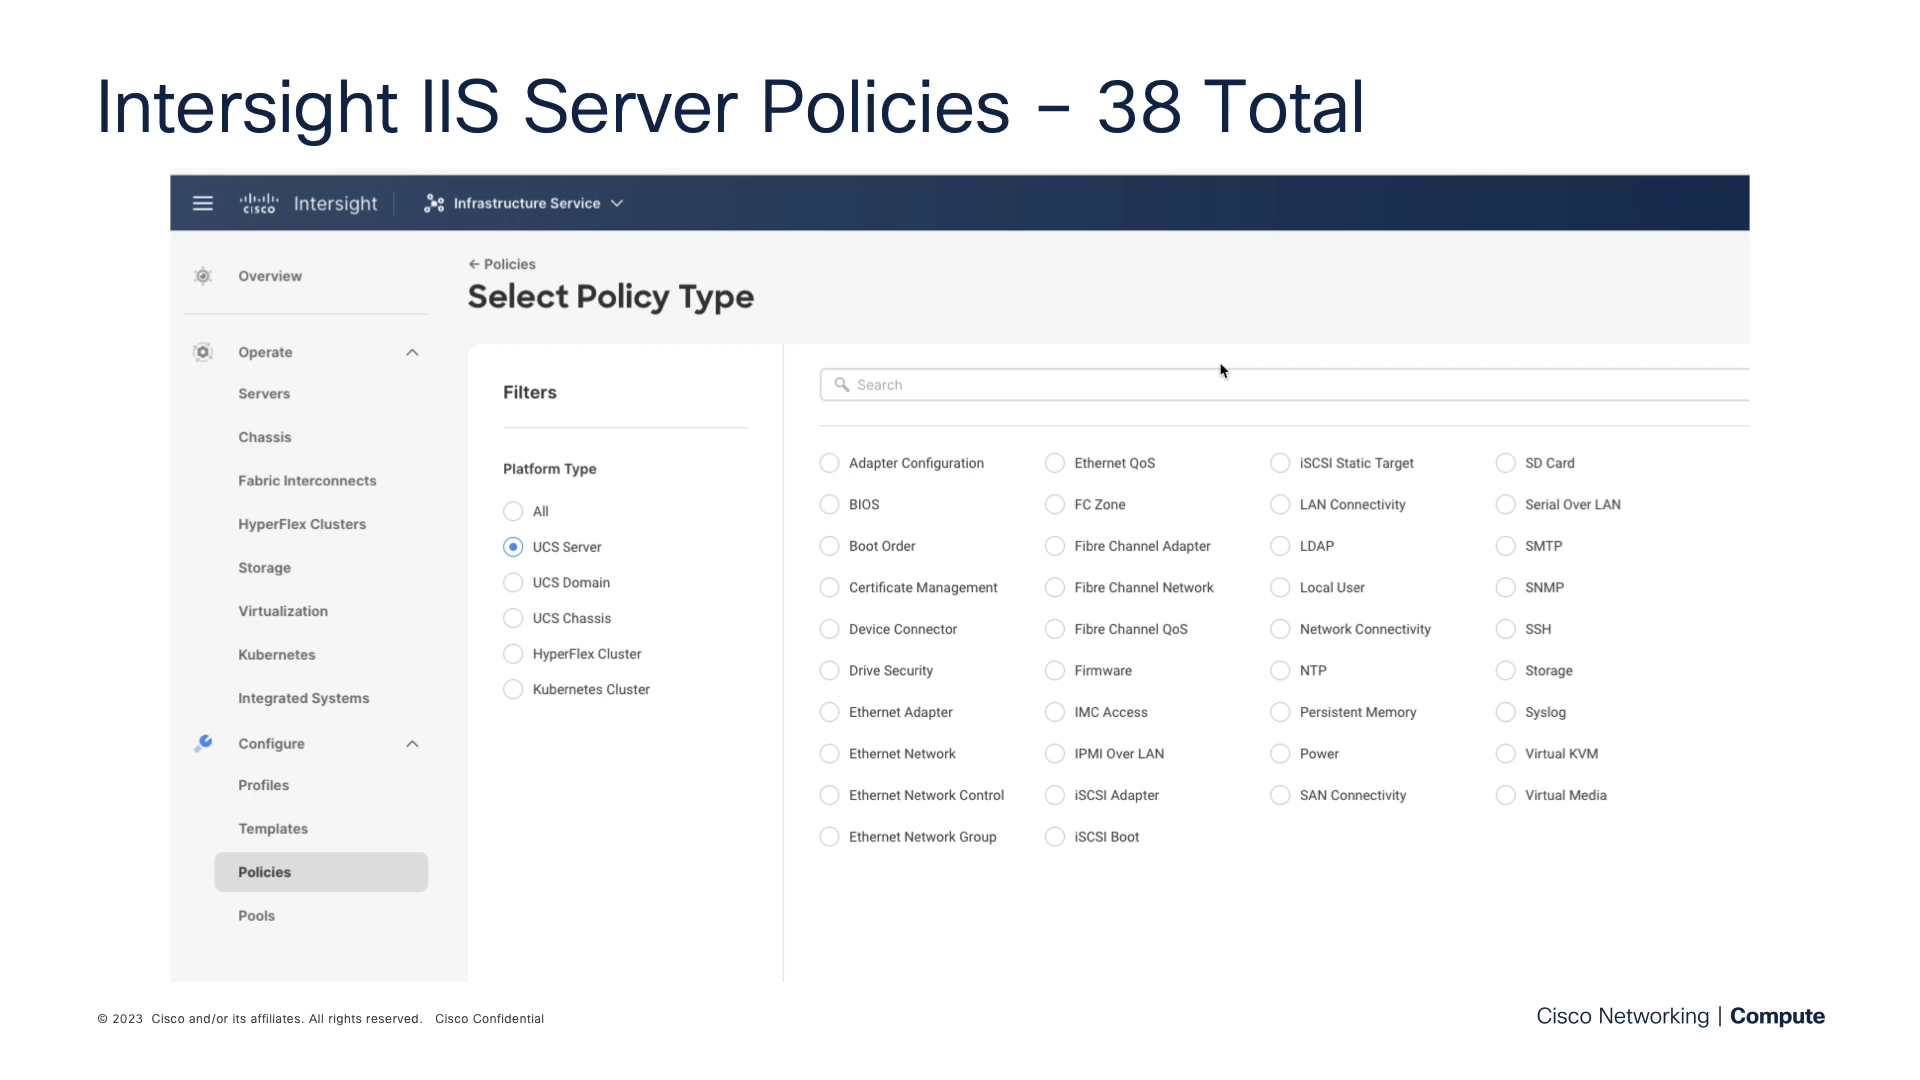 Intersight IIS Server Policies – 38 Total
cisco Intersight
Infrastructure Service
Overview
Operate
Servers
Chassis
Fabric Interconnects
HyperFlex Clusters
Storage
Virtualization
Kubernetes
Integrated Systems
Configure
Profiles
Templates
Policies
Pools
← Policies
Select Policy Type
Filters
Platform Type
All
UCS Server
UCS Domain
UCS Chassis
HyperFlex Cluster
Kubernetes Cluster
Search
Adapter Configuration
BIOS
Boot Order
Certificate Management
Device Connector
Drive Security
Ethernet Adapter
Ethernet Network
Ethernet Network Control
Ethernet Network Group
Ethernet QoS
FC Zone
Fibre Channel Adapter
Fibre Channel Network
Fibre Channel QoS
Firmware
IMC Access
IPMI Over LAN
iSCSI Adapter
iSCSI Boot
iSCSI Static Target
LAN Connectivity
LDAP
Local User
Network Connectivity
NTP
Persistent Memory
Power
SAN Connectivity
SD Card
Serial Over LAN
SMTP
SNMP
SSH
Storage
Syslog
Virtual KVM
Virtual Media
© 2023 Cisco and/or its affiliates. All rights reserved. Cisco Confidential
Cisco Networking | Compute